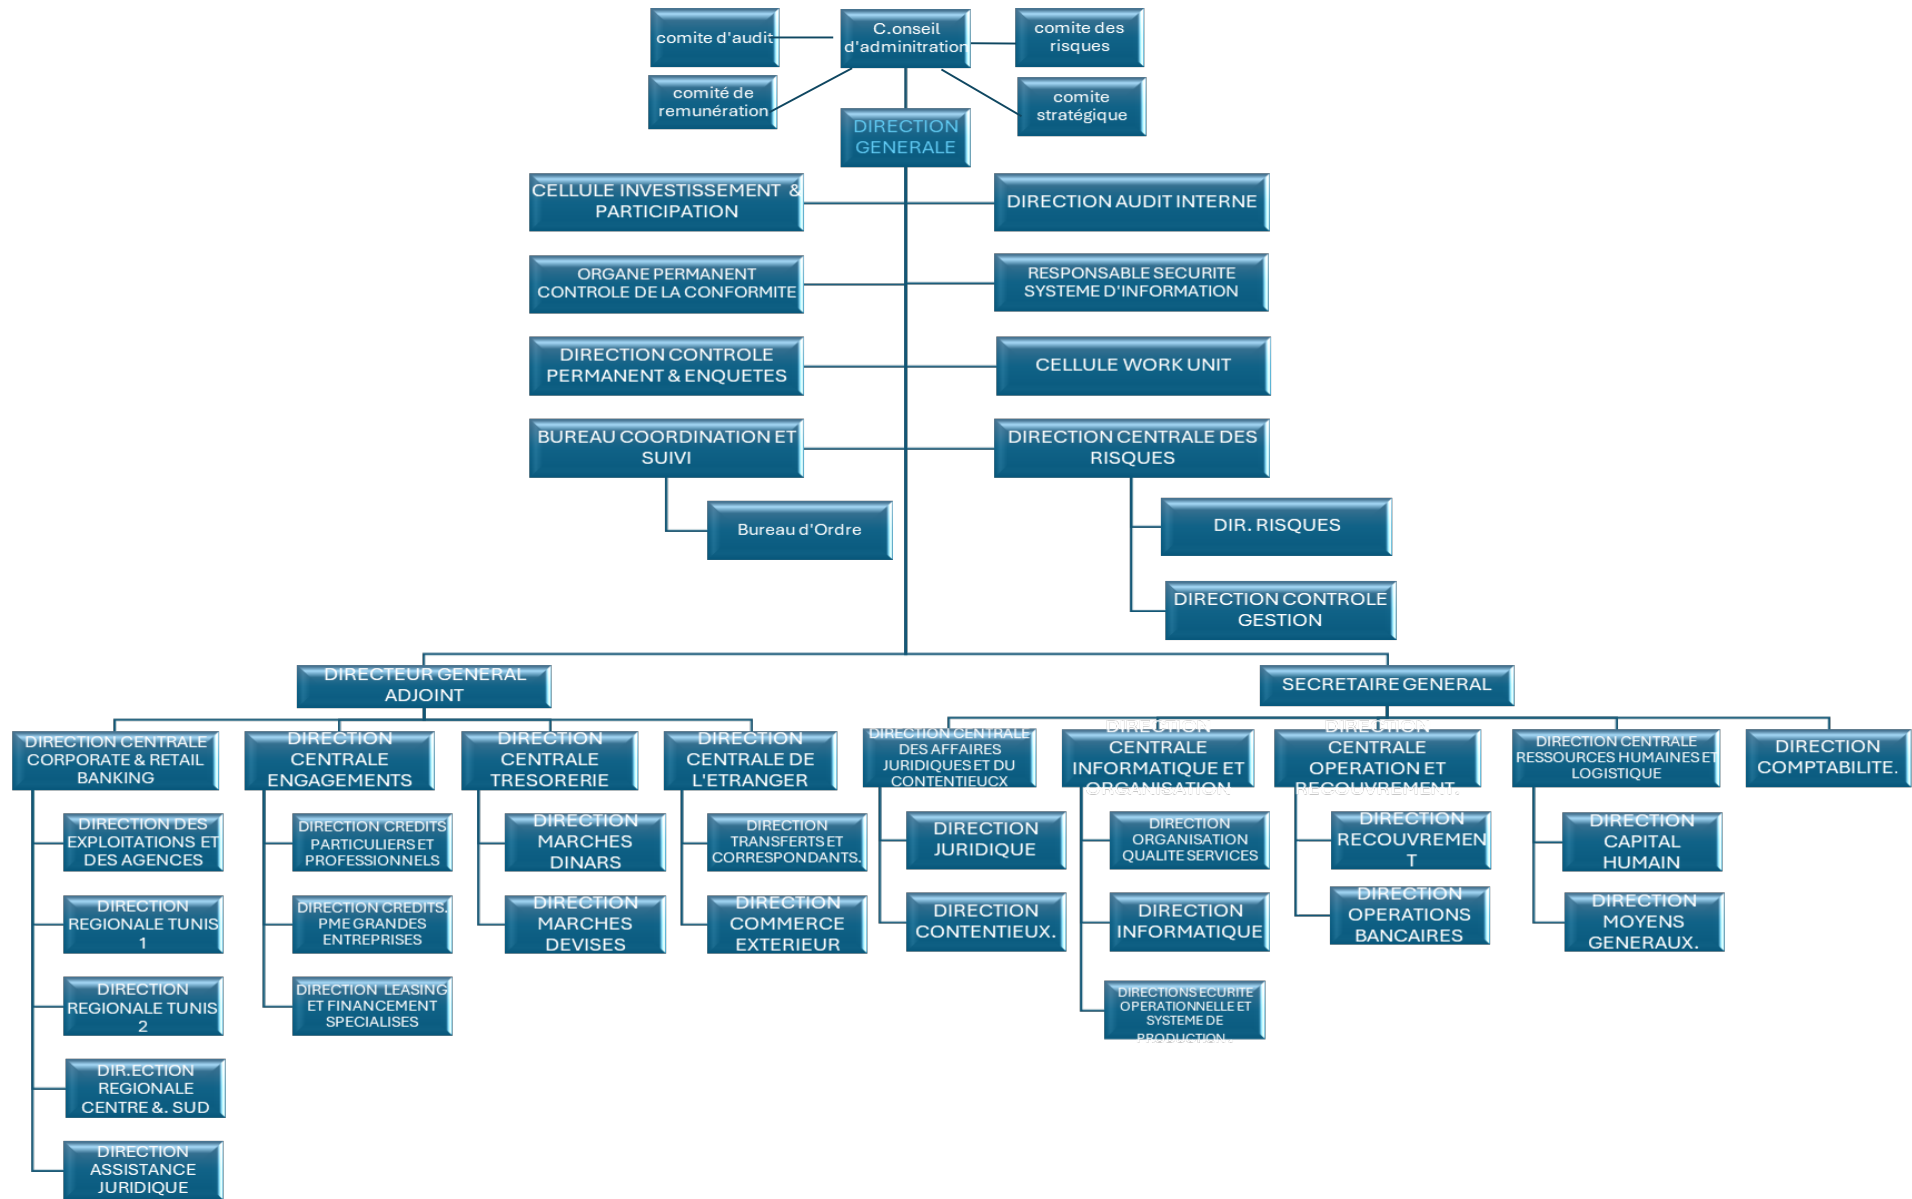 comite d'audit
C.onseil
d'adminitration
comite des
risques
comité de
remunération
comite
stratégique
DIRECTION
GENERALE
CELLULE INVESTISSEMENT &
PARTICIPATION
DIRECTION AUDIT INTERNE
ORGANE PERMANENT
CONTROLE DE LA CONFORMITE
RESPONSABLE SECURITE
SYSTEME D'INFORMATION
DIRECTION CONTROLE
PERMANENT & ENQUETES
CELLULE WORK UNIT
BUREAU COORDINATION ET
SUIVI
DIRECTION CENTRALE DES
RISQUES
Bureau d'Ordre
DIR. RISQUES
DIRECTION CONTROLE
GESTION
DIRECTEUR GENERAL
ADJOINT
SECRETAIRE GENERAL
DIRECTION CENTRALE
CORPORATE & RETAIL
BANKING
DIRECTION
CENTRALE
ENGAGEMENTS
DIRECTION
CENTRALE
TRESORERIE
DIRECTION
CENTRALE DE
L'ETRANGER
DIRECTION CENTRALE
DES AFFAIRES
JURIDIQUES ET DU
CONTENTIEUCX
DIRECTION
CENTRALE
INFORMATIQUE ET
ORGANISATION
DIRECTION
CENTRALE
OPERATION ET
RECOUVREMENT.
DIRECTION CENTRALE
RESSOURCES HUMAINES ET
LOGISTIQUE
DIRECTION
COMPTABILITE.
DIRECTION DES
EXPLOITATIONS ET
DES AGENCES
DIRECTION CREDITS
PARTICULIERS ET
PROFESSIONNELS
DIRECTION
MARCHES
DINARS
DIRECTION
TRANSFERTS ET
CORRESPONDANTS.
DIRECTION
JURIDIQUE
DIRECTION
ORGANISATION
QUALITE SERVICES
DIRECTION
RECOUVREMEN
T
DIRECTION
CAPITAL
HUMAIN
DIRECTION
REGIONALE TUNIS
1
DIRECTION CREDITS.
PME GRANDES
ENTREPRISES
DIRECTION
MARCHES
DEVISES
DIRECTION
COMMERCE
EXTERIEUR
DIRECTION
CONTENTIEUX.
DIRECTION
INFORMATIQUE
DIRECTION
OPERATIONS
BANCAIRES
DIRECTION
MOYENS
GENERAUX.
DIRECTION
REGIONALE TUNIS
2
DIRECTION LEASING
ET FINANCEMENT
SPECIALISES
DIRECTIONS ECURITE
OPERATIONNELLE ET
SYSTEME DE
PRODUCTION .
DIR.ECTION
REGIONALE
CENTRE &. SUD
DIRECTION
ASSISTANCE
JURIDIQUE